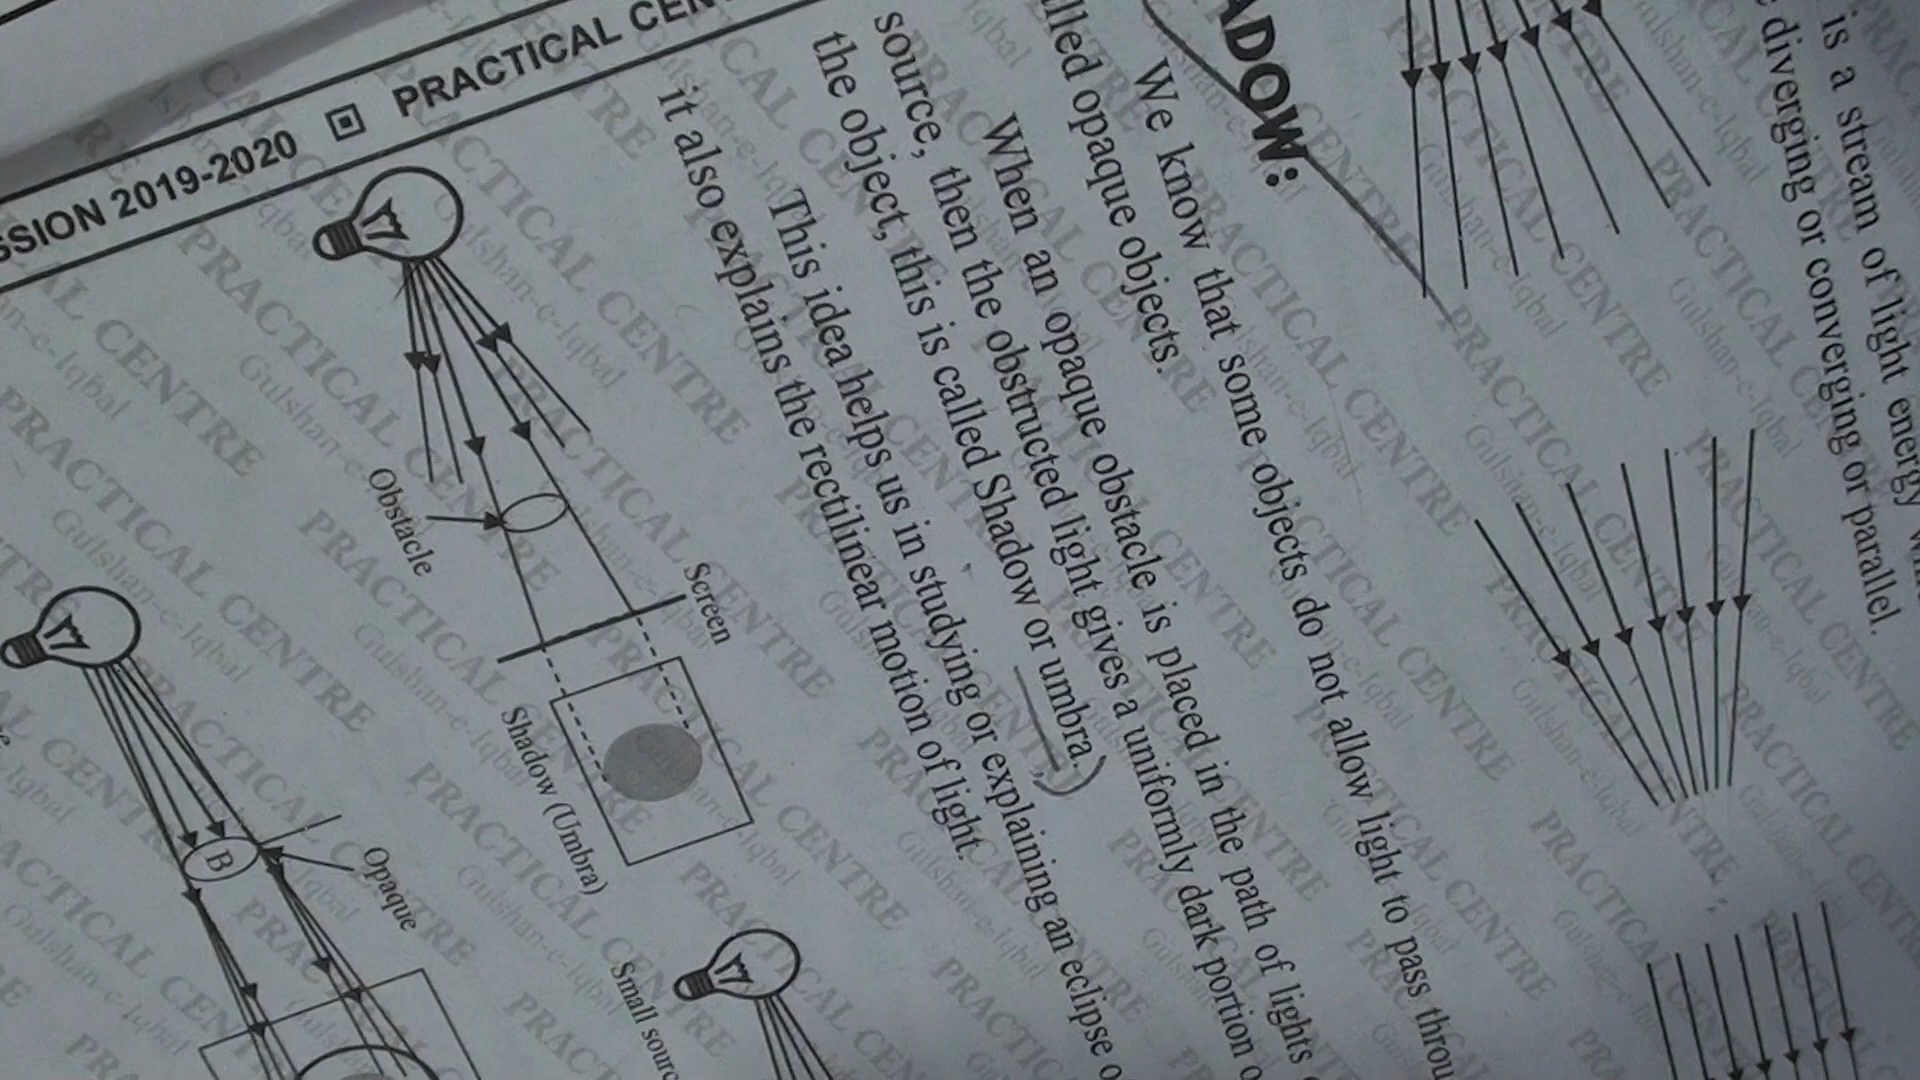 is a stream of light energy
diverging or converging or parallel.
ADOW:
We know that some objects do not allow light to pass throu
lled opaque objects.
When an opaque obstacle is placed in the path of lights
source, then the obstructed light gives a uniformly dark portion o
the object, this is called Shadow or umbra.)
This idea helps us in studying or explaining an eclipse o
it also explains the rectilinear motion of light.
Screen
Obstacle
Shadow (Umbra)
Small sourc
Opaque
B
SSION 2019-2020 PRACTICAL CEN
PRACTICAL CENTRE
Gulshan-e-Iqbal